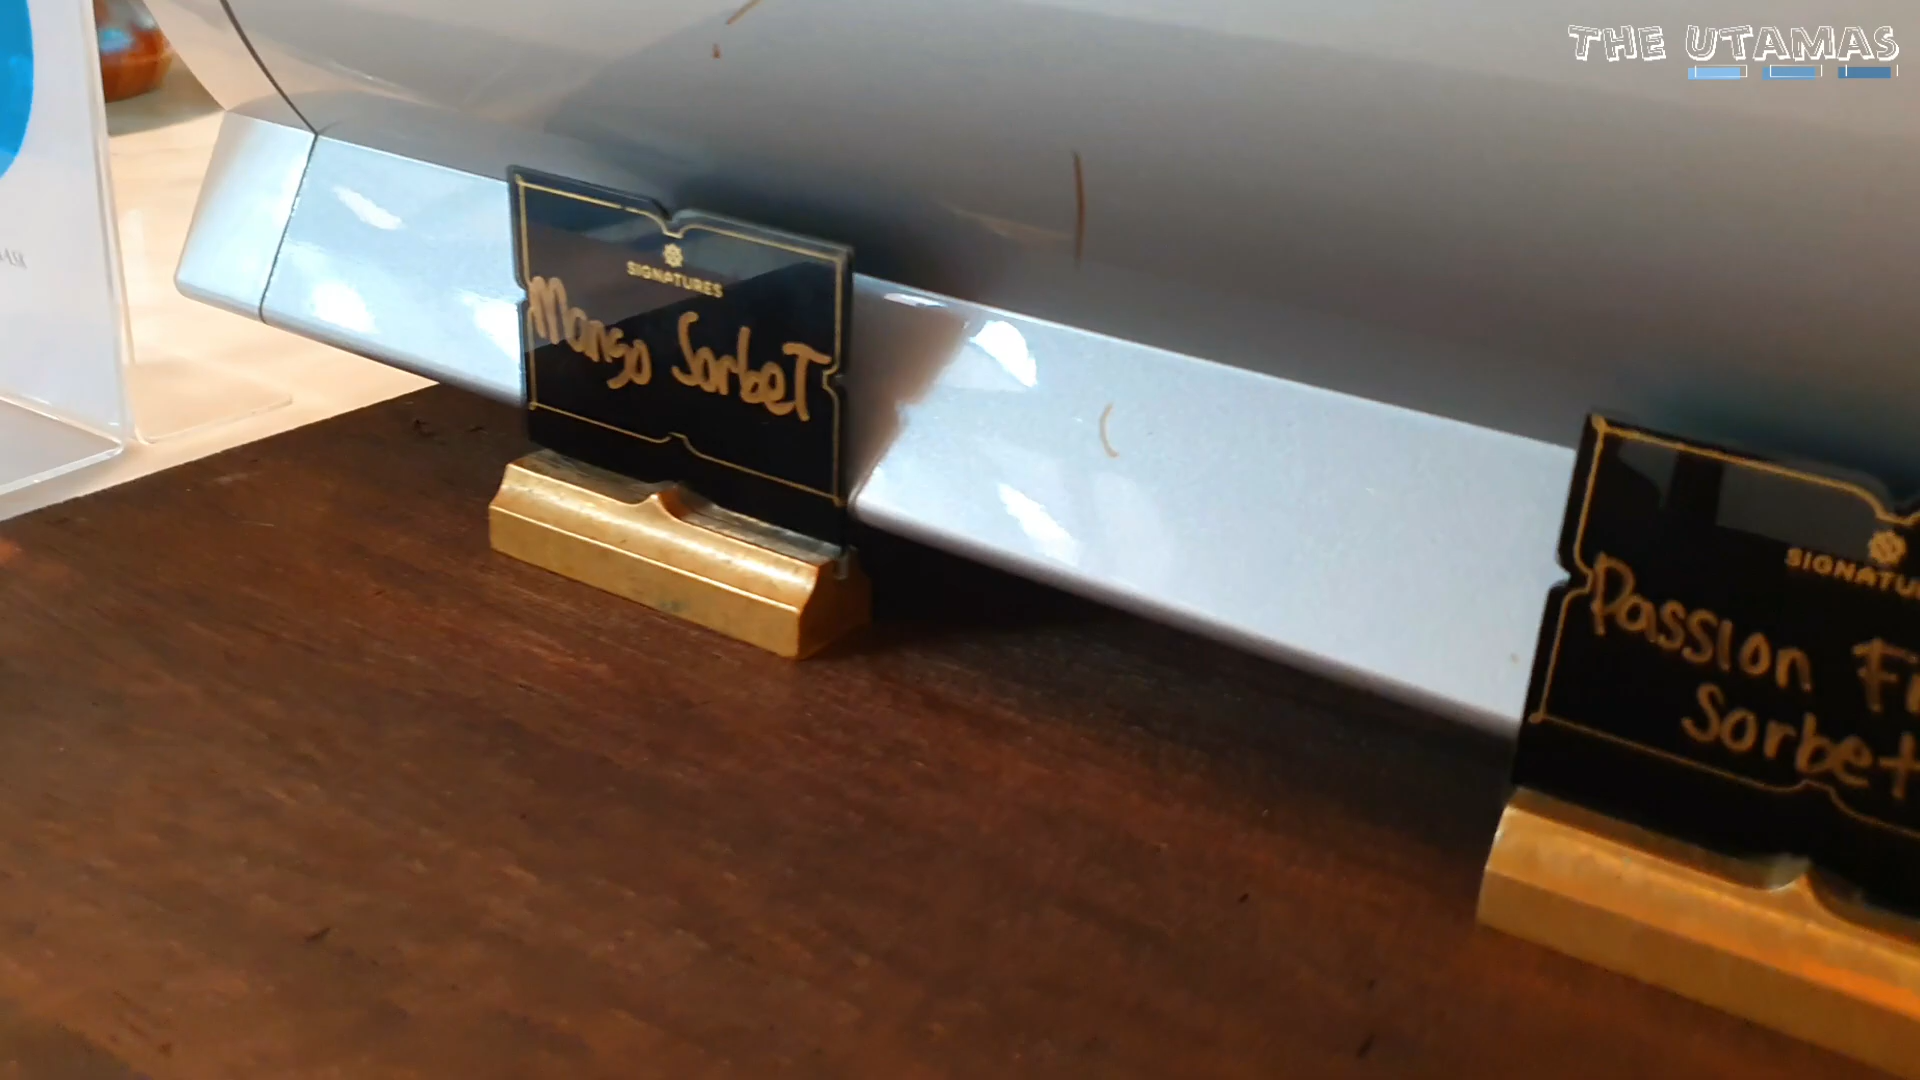 THE UTAMAS
SIGNATURES
Mango Sorbet
SIGNATU
Passion
Sorbet